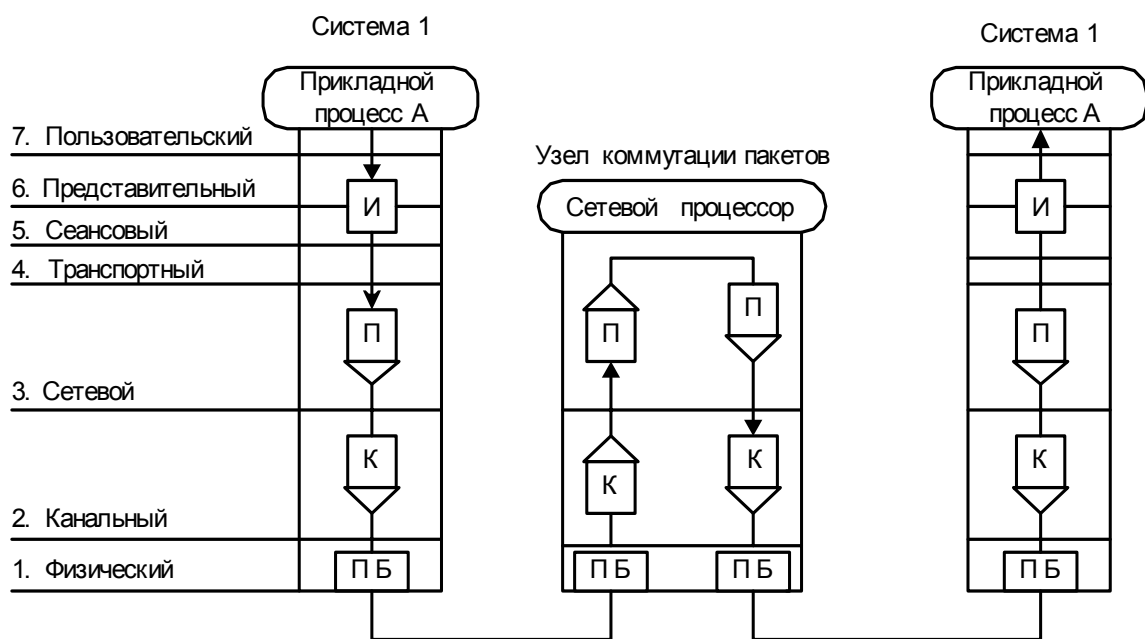 Система 1
Прикладной
процесс А
7. Пользовательский
6. Представительный
5. Сеансовый
4. Транспортный
3. Сетевой
2. Канальный
1. Физический
И
П
К
П Б
Узел коммутации пакетов
Сетевой процессор
П
П
К
К
П Б
П Б
Система 1
Прикладной
процесс А
И
П
К
П Б